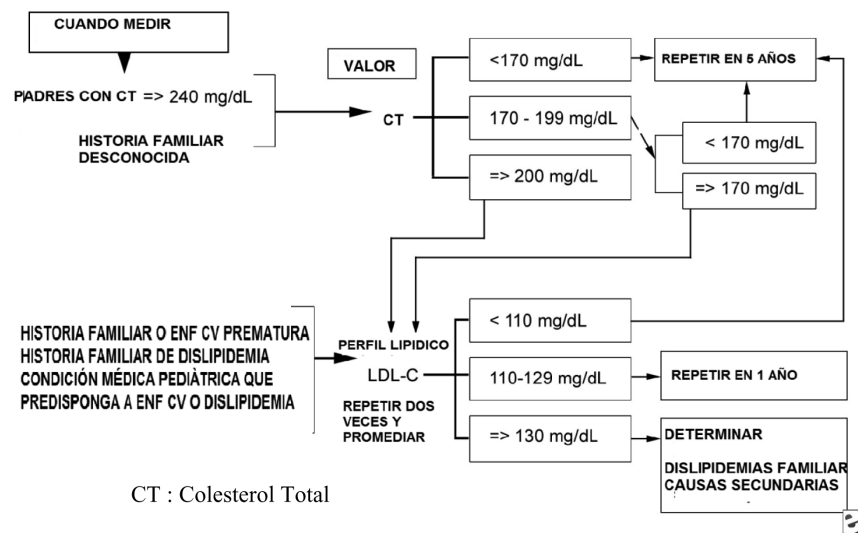 CUANDO MEDIR
PADRES CON CT => 240 mg/dL
HISTORIA FAMILIAR
DESCONOCIDA
VALOR
CT
<170 mg/dL
170 - 199 mg/dL
=> 200 mg/dL
REPETIR EN 5 AÑOS
< 170 mg/dL
=> 170 mg/dL
HISTORIA FAMILIAR O ENF CV PREMATURA
HISTORIA FAMILIAR DE DISLIPIDEMIA
CONDICIÓN MÉDICA PEDIÀTRICA QUE
PREDISPONGA A ENF CV O DISLIPIDEMIA
PERFIL LIPIDICO
LDL-C
REPETIR DOS
VECES Y
PROMEDIAR
< 110 mg/dL
110-129 mg/dL
=> 130 mg/dL
REPETIR EN 1 AÑO
DETERMINAR
DISLIPIDEMIAS FAMILIAR
CAUSAS SECUNDARIAS
CT : Colesterol Total